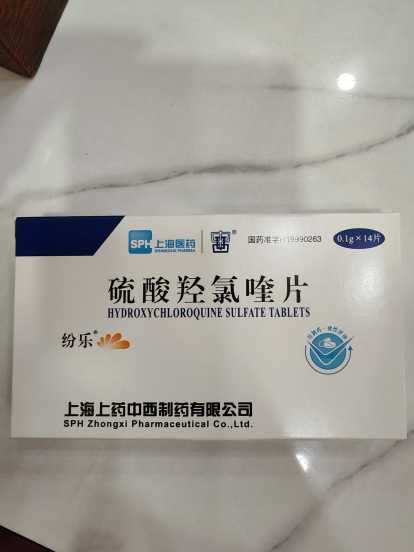 SPH 上海医药
SHANGHAI PHARMA
国药准字H19990263
0.1g×14片
硫酸羟氯喹片
HYDROXYCHLOROQUINE SULFATE TABLETS
纷乐®
上海上药中西制药有限公司
SPH Zhongxi Pharmaceutical Co.,Ltd.